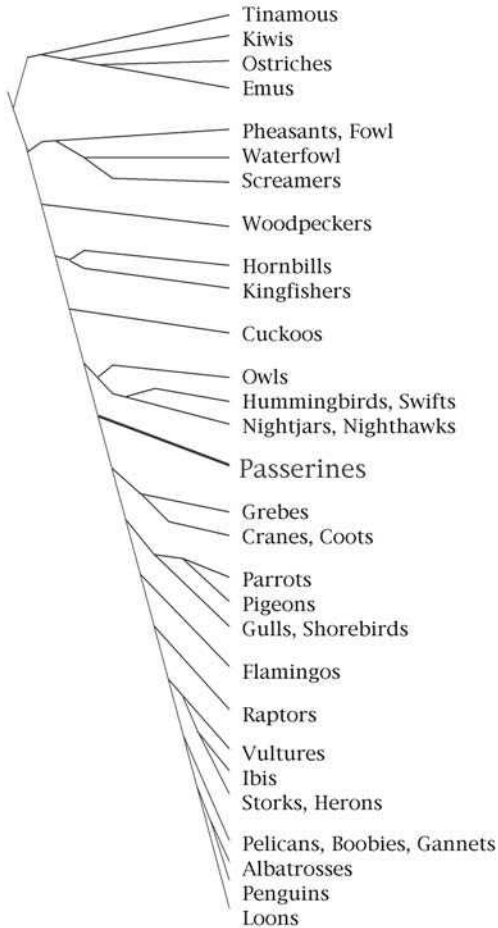 Tinamous
Kiwis
Ostriches
Emus
Pheasants, Fowl
Waterfowl
Screamers
Woodpeckers
Hornbills
Kingfishers
Cuckoos
Owls
Hummingbirds, Swifts
Nightjars, Nighthawks
Passerines
Grebes
Cranes, Coots
Parrots
Pigeons
Gulls, Shorebirds
Flamingos
Raptors
Vultures
Ibis
Storks, Herons
Pelicans, Boobies, Gannets
Albatrosses
Penguins
Loons